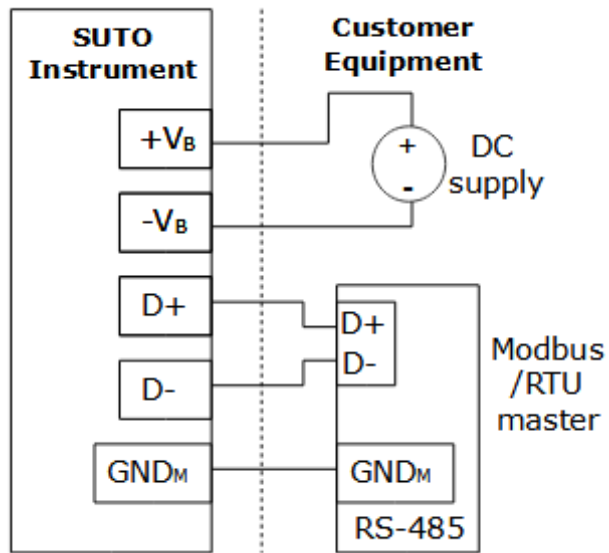 SUTO
Instrument
Customer
Equipment
+VB
+
-
DC
supply
-VB
D+
D-
GNDM
D+
D-
Modbus
/RTU
master
GNDM
RS-485